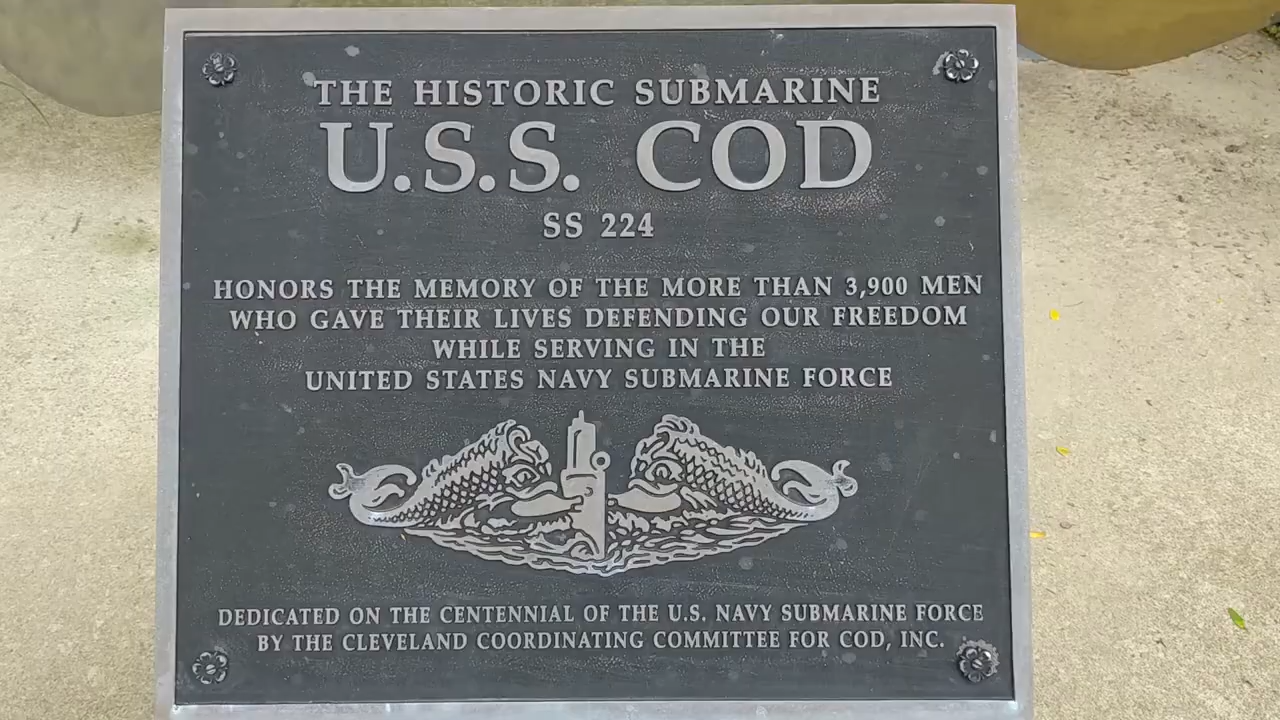 THE HISTORIC SUBMARINE
U.S.S. COD
SS 224
HONORS THE MEMORY OF THE MORE THAN 3,900 MEN
WHO GAVE THEIR LIVES DEFENDING OUR FREEDOM
WHILE SERVING IN THE
UNITED STATES NAVY SUBMARINE FORCE
DEDICATED ON THE CENTENNIAL OF THE U.S. NAVY SUBMARINE FORCE
BY THE CLEVELAND COORDINATING COMMITTEE FOR COD, INC.